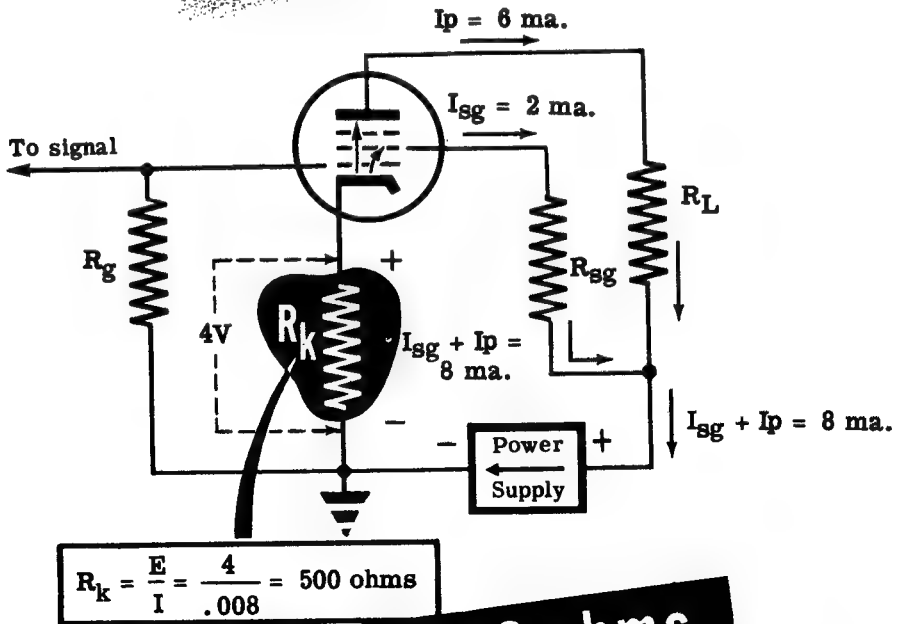 Ip = 6 ma.
Isg = 2 ma.
To signal
RL
Rg
Rsg
+
4V
Rk
Isg + Ip =
8 ma.
−
− Power +
Supply
Isg + Ip = 8 ma.
Rk = E/I = 4/.008 = 500 ohms